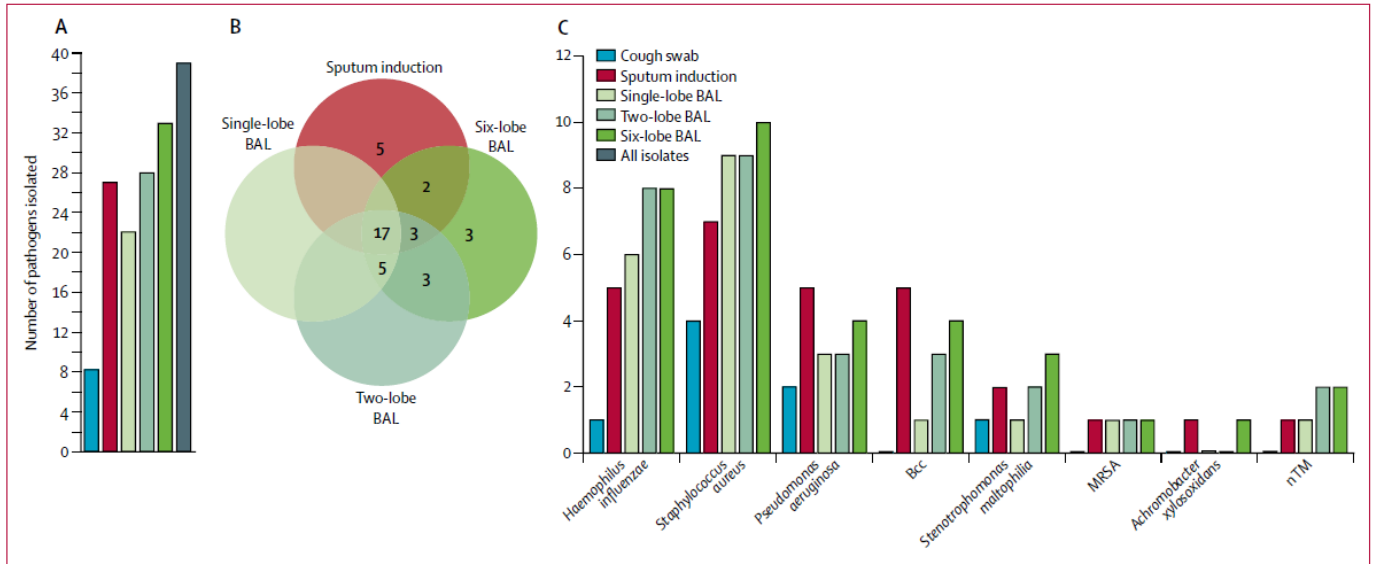 A
Number of pathogens isolated
40
36
32
28
24
20
16
12
8
4
0
B
Sputum induction
Single-lobe
BAL
Six-lobe
BAL
Two-lobe
BAL
5
2
17
3
3
5
3
C
Cough swab
Sputum induction
Single-lobe BAL
Two-lobe BAL
Six-lobe BAL
All isolates
12
10
8
6
4
2
0
Haemophilus
influenzae
Staphylococcus
aureus
Pseudomonas
aeruginosa
Bcc
Stenotrophomonas
maltophilia
MRSA
Achromobacter
xylosoxidans
nTM